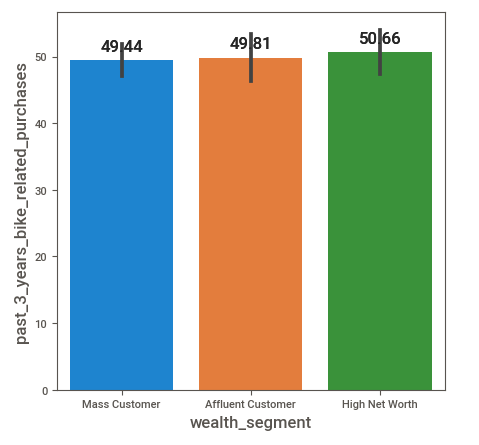 49.44
49.81
50.66
50
40
30
20
10
0
past_3_years_bike_related_purchases
Mass Customer
Affluent Customer
High Net Worth
wealth_segment